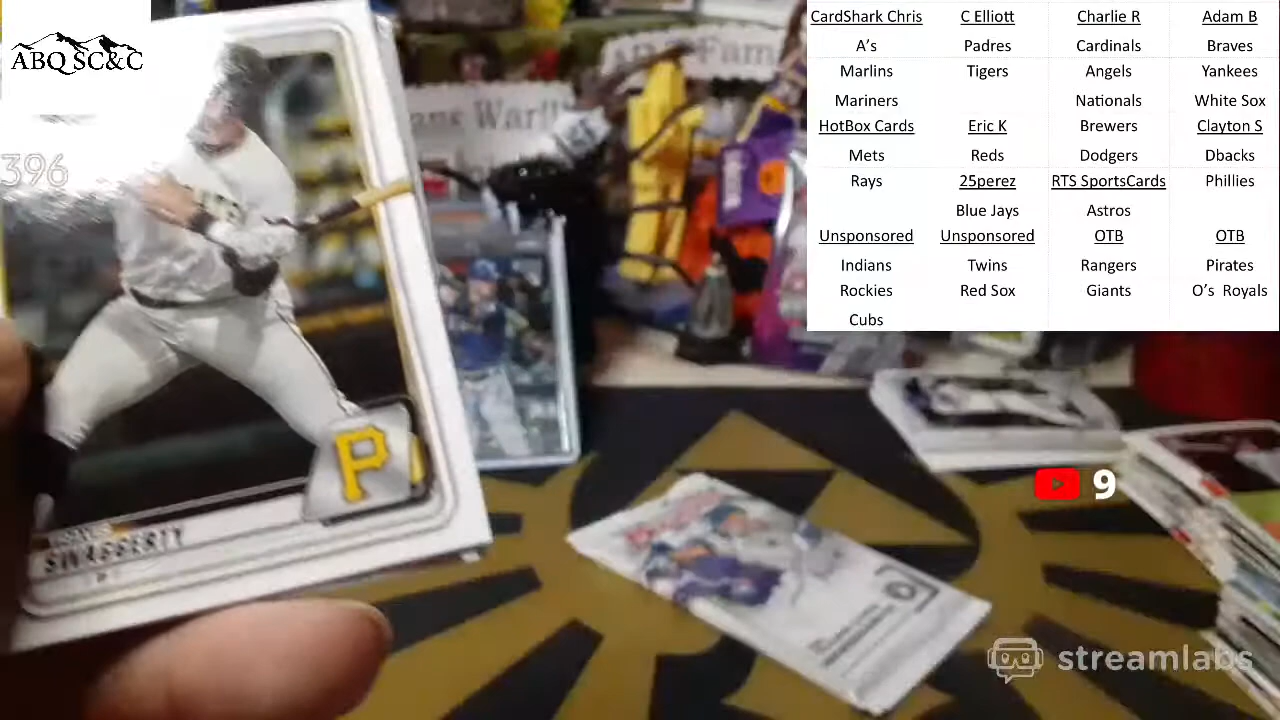 ABQ SC&C
396
SWAGGERTY
P
CardShark Chris
A's
Marlins
Mariners
HotBox Cards
Mets
Rays
Unsponsored
Indians
Rockies
Cubs
C Elliott
Padres
Tigers
Eric K
Reds
25perez
Blue Jays
Unsponsored
Twins
Red Sox
Charlie R
Cardinals
Angels
Nationals
Brewers
Dodgers
RTS SportsCards
Astros
OTB
Rangers
Giants
Adam B
Braves
Yankees
White Sox
Clayton S
Dbacks
Phillies
OTB
Pirates
O's Royals
9
streamlabs